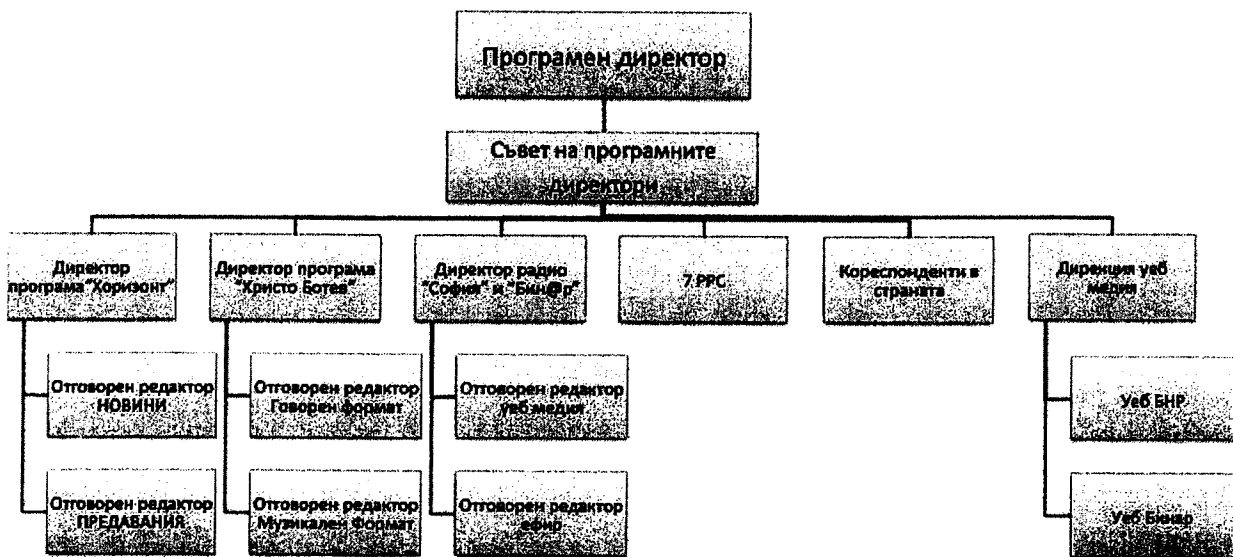 Програмен директор
Съвет на програмните
директори
Директор
програма"Хоризонт"
Директор програма
"Христо Ботев"
Директор радио
"София" и "Бин@р"
7 РРС
Кореспонденти в
страната
Дирекция уеб
медия
Отговорен редактор
НОВИНИ
Отговорен редактор
Говорен формат
Отговорен редактор
уеб медия
Уеб БНР
Отговорен редактор
ПРЕДАВАНИЯ
Отговорен редактор
Музикален Формат
Отговорен редактор
ефир
Уеб Бинар